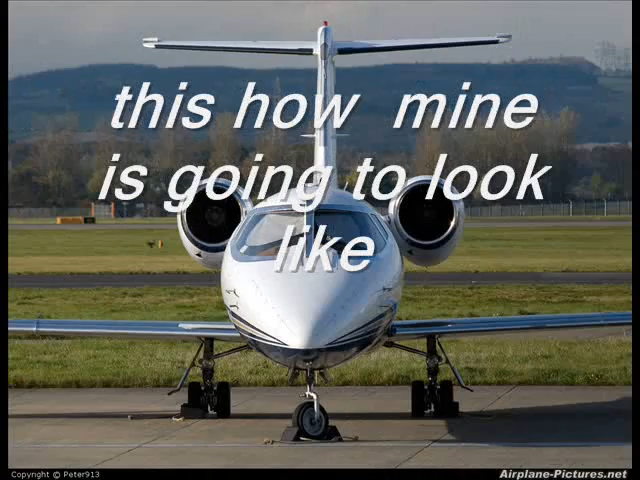 this how mine
is going to look
like
Copyright © Peter913
Airplane-Pictures.net